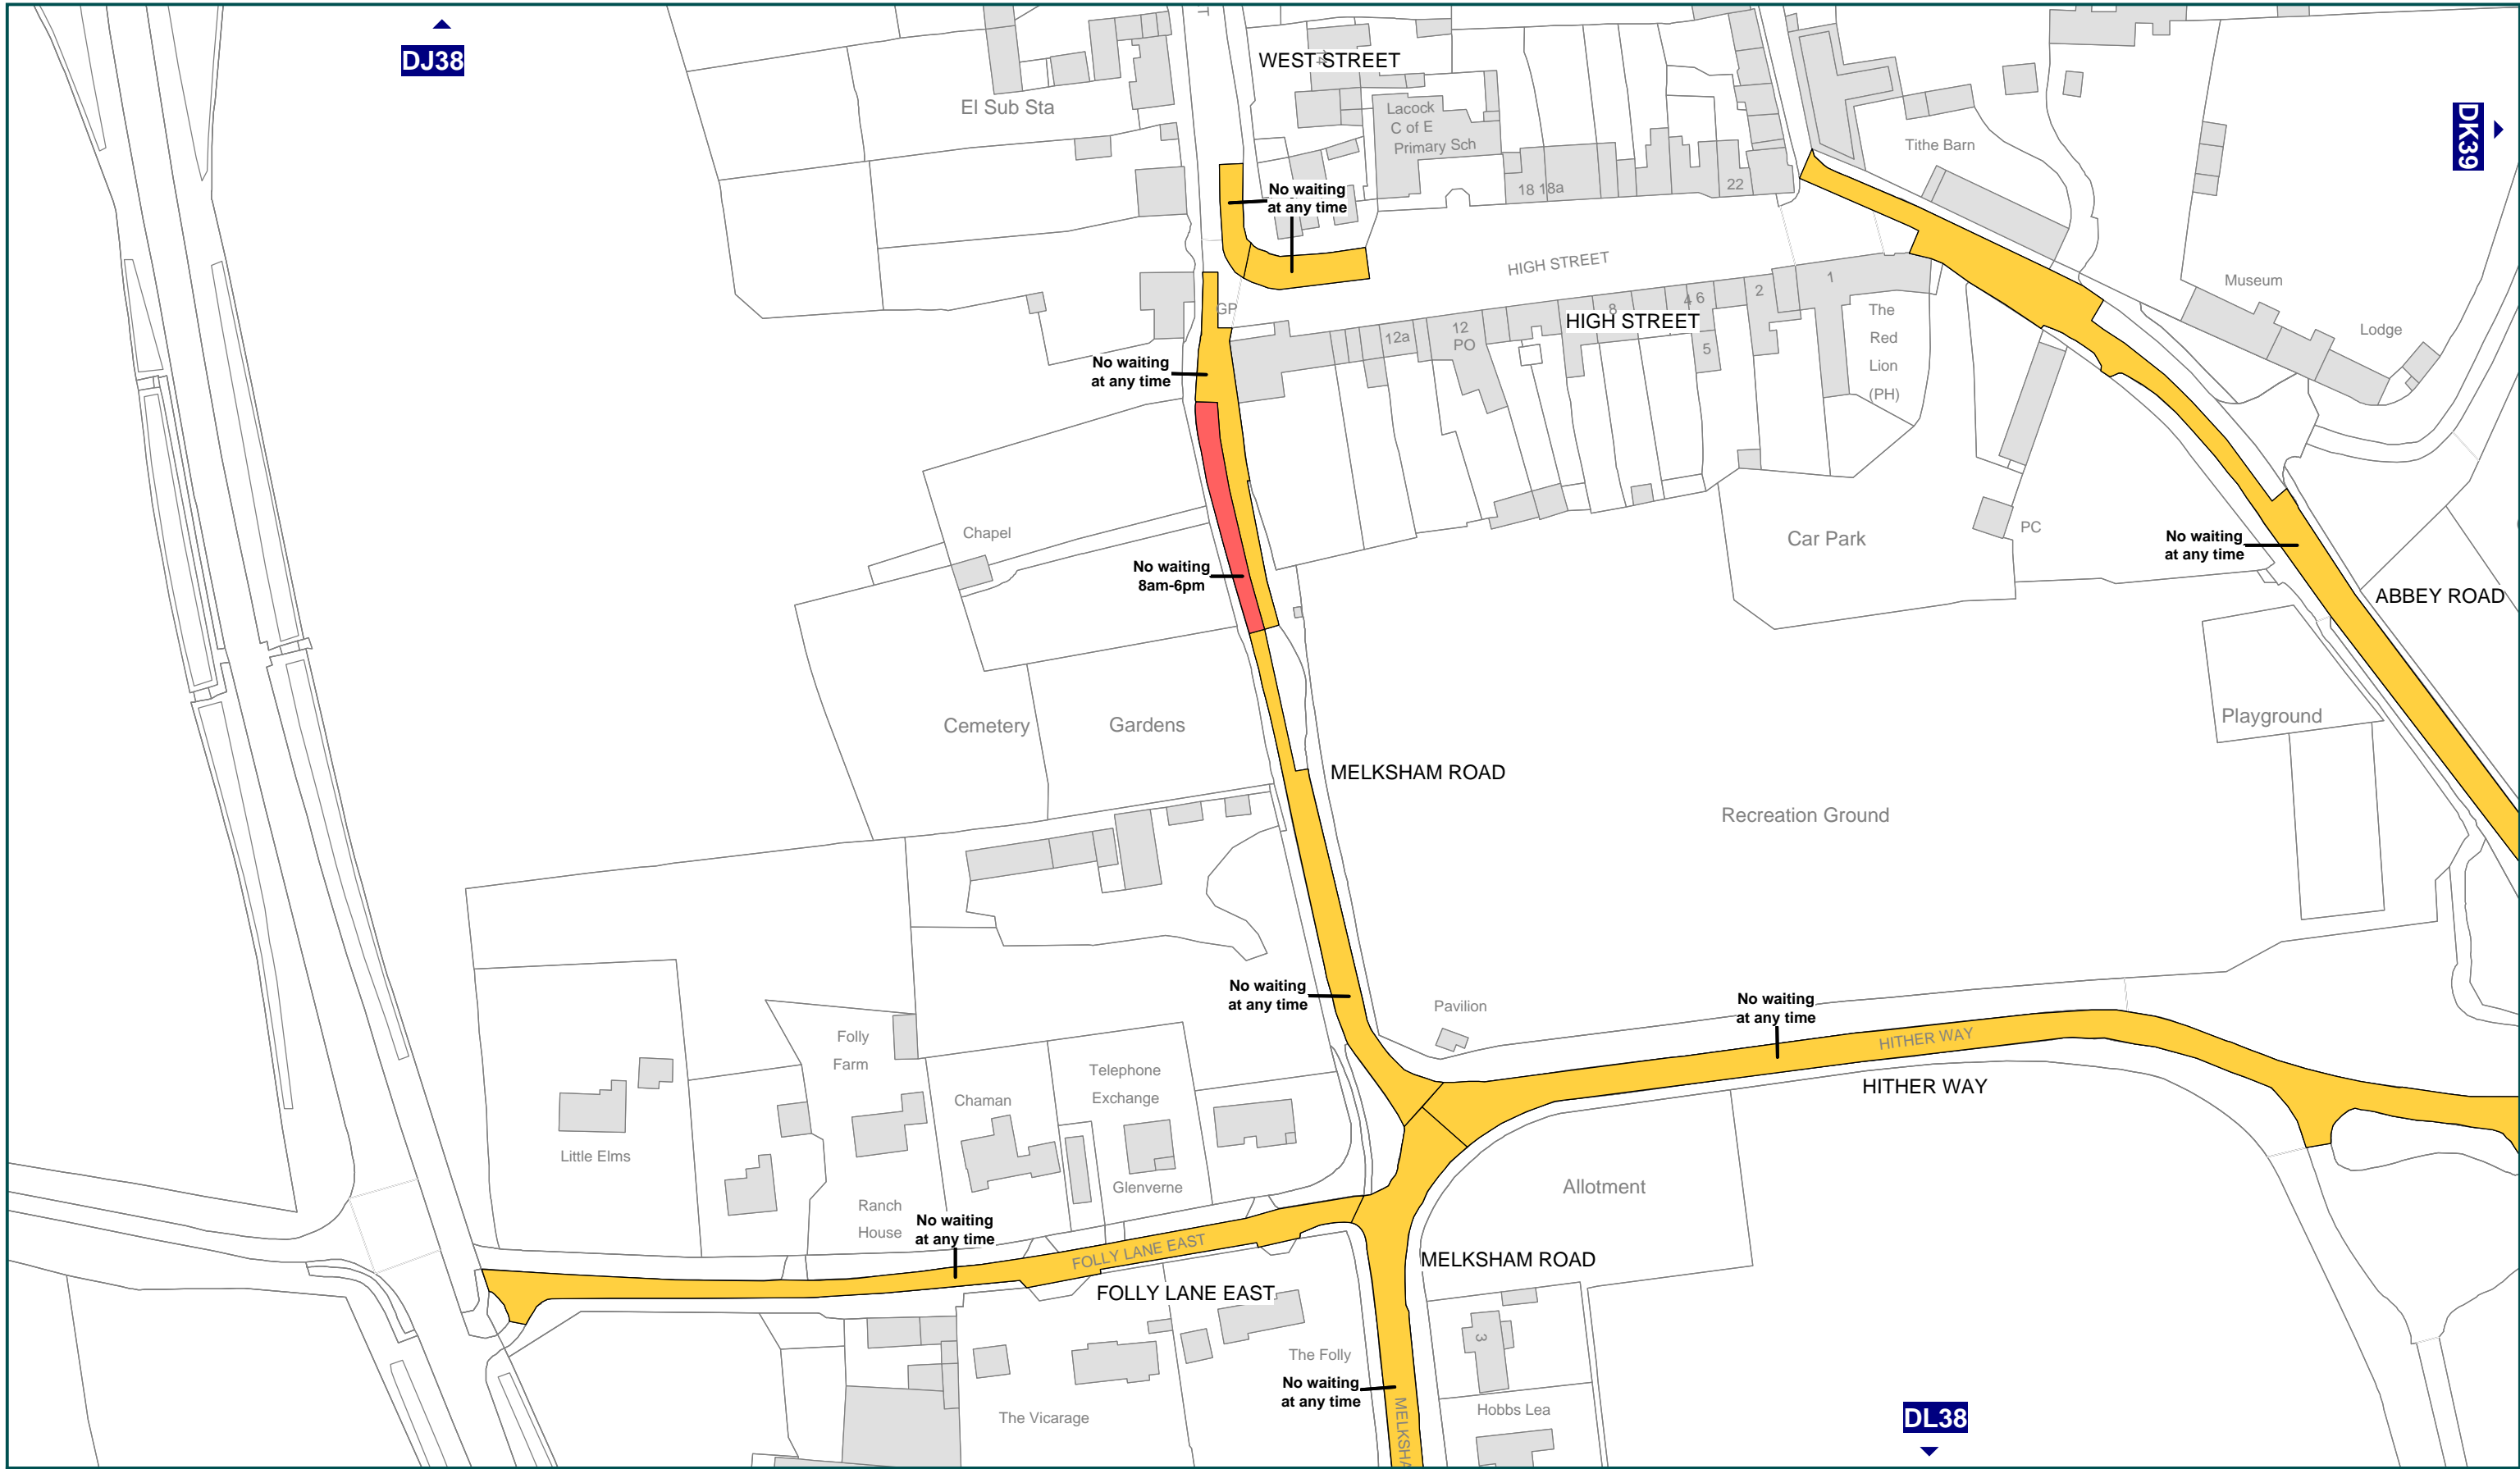 DJ38
WEST STREET
El Sub Sta
Lacock
C of E
Primary Sch
DK39
Tithe Barn
No waiting
at any time
18 18a
22
HIGH STREET
Museum
GP
1
2
4 6
8
The
Red
Lion
(PH)
HIGH STREET
12
PO
12a
5
Lodge
No waiting
at any time
Chapel
PC
Car Park
No waiting
at any time
No waiting
8am-6pm
ABBEY ROAD
Cemetery
Gardens
Playground
MELKSHAM ROAD
Recreation Ground
No waiting
at any time
Pavilion
No waiting
at any time
Folly
Farm
HITHER WAY
Telephone
Exchange
HITHER WAY
Chaman
Little Elms
Glenverne
Allotment
Ranch
House
No waiting
at any time
FOLLY LANE EAST
MELKSHAM ROAD
FOLLY LANE EAST
3
The Folly
No waiting
at any time
MELKSHA
Hobbs Lea
The Vicarage
DL38